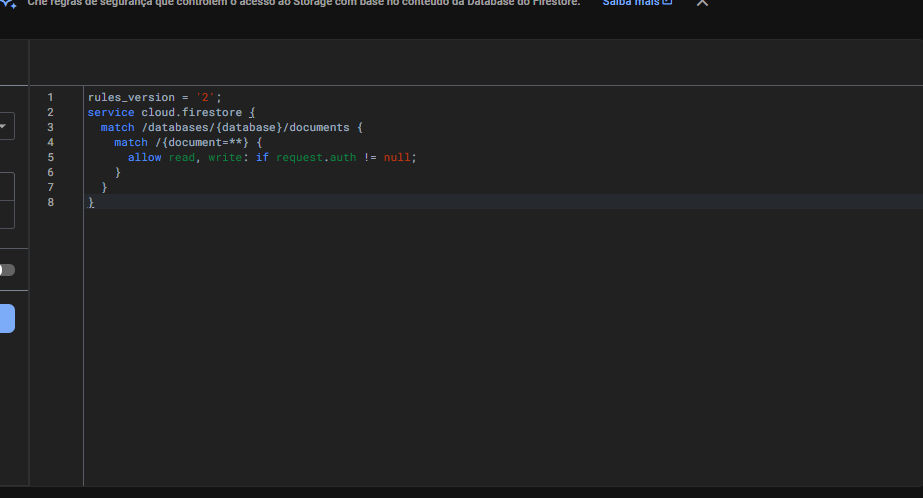 Crie regras de segurança que controlem o acesso ao Storage com base no conteúdo da Database do Firestore. Saiba mais
1 rules_version = '2';
2 service cloud.firestore {
3 match /databases/{database}/documents {
4 match /{document=**} {
5 allow read, write: if request.auth != null;
6 }
7 }
8 }